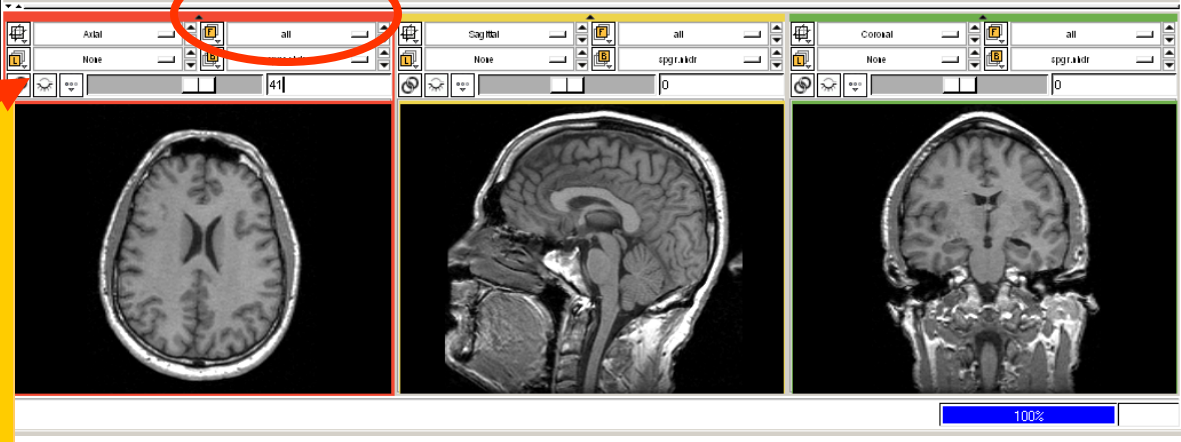 Axial F all Sagittal F all Coronal F all
L None B L None B spgr.nhdr L None B spgr.nhdr
41 0 0
100%